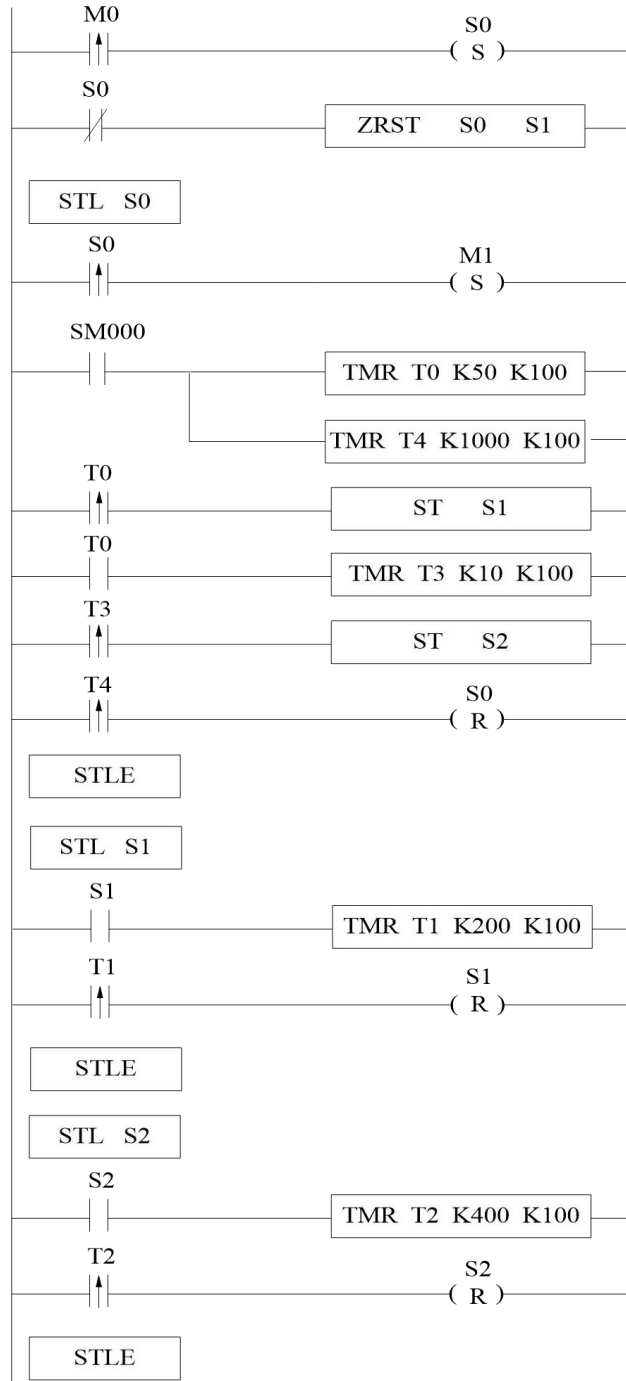 M0
S0
( S )
S0
ZRST S0 S1
STL S0
S0
M1
( S )
SM000
TMR T0 K50 K100
TMR T4 K1000 K100
T0
ST S1
T0
TMR T3 K10 K100
T3
ST S2
T4
S0
( R )
STLE
STL S1
S1
TMR T1 K200 K100
T1
S1
( R )
STLE
STL S2
S2
TMR T2 K400 K100
T2
S2
( R )
STLE